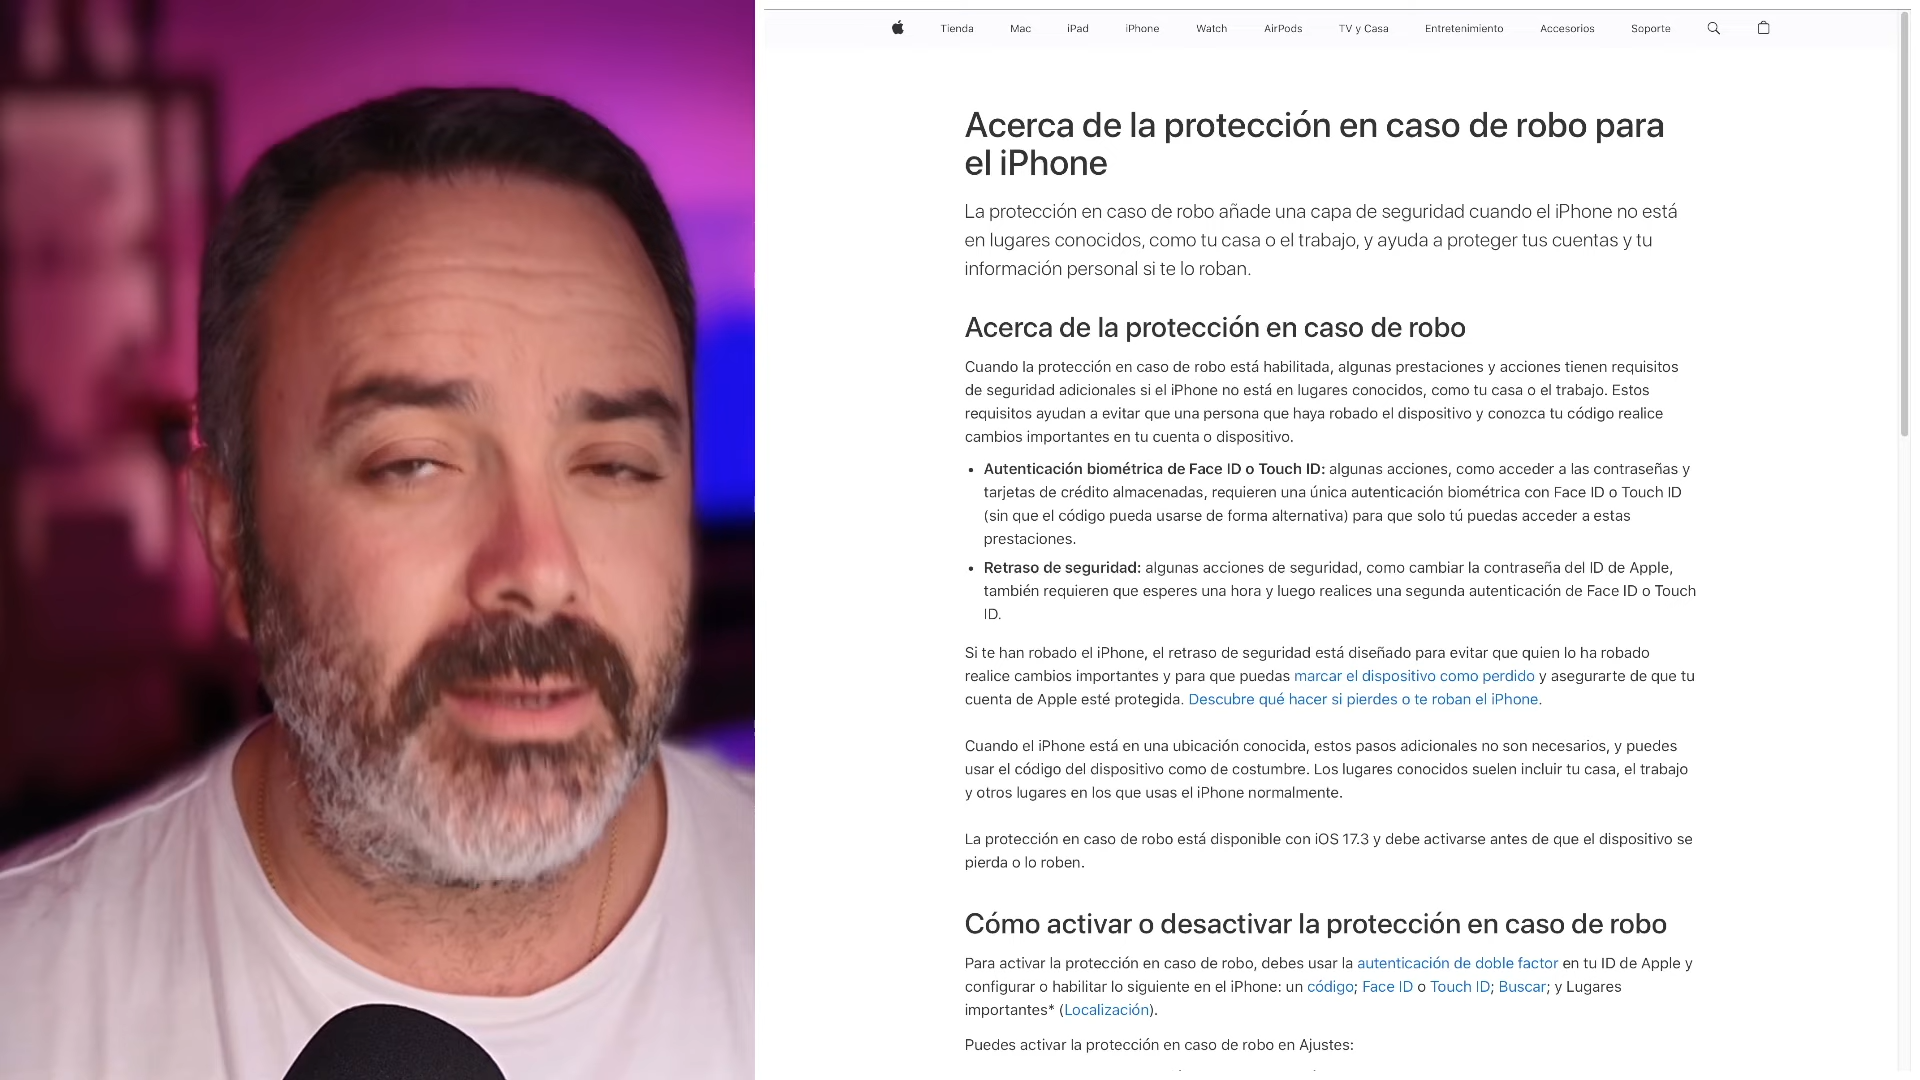 Tienda Mac iPad iPhone Watch AirPods TV y Casa Entretenimiento Accesorios Soporte
Acerca de la protección en caso de robo para
el iPhone
La protección en caso de robo añade una capa de seguridad cuando el iPhone no está
en lugares conocidos, como tu casa o el trabajo, y ayuda a proteger tus cuentas y tu
información personal si te lo roban.
Acerca de la protección en caso de robo
Cuando la protección en caso de robo está habilitada, algunas prestaciones y acciones tienen requisitos
de seguridad adicionales si el iPhone no está en lugares conocidos, como tu casa o el trabajo. Estos
requisitos ayudan a evitar que una persona que haya robado el dispositivo y conozca tu código realice
cambios importantes en tu cuenta o dispositivo.
• Autenticación biométrica de Face ID o Touch ID: algunas acciones, como acceder a las contraseñas y
tarjetas de crédito almacenadas, requieren una única autenticación biométrica con Face ID o Touch ID
(sin que el código pueda usarse de forma alternativa) para que solo tú puedas acceder a estas
prestaciones.
• Retraso de seguridad: algunas acciones de seguridad, como cambiar la contraseña del ID de Apple,
también requieren que esperes una hora y luego realices una segunda autenticación de Face ID o Touch
ID.
Si te han robado el iPhone, el retraso de seguridad está diseñado para evitar que quien lo ha robado
realice cambios importantes y para que puedas marcar el dispositivo como perdido y asegurarte de que tu
cuenta de Apple esté protegida. Descubre qué hacer si pierdes o te roban el iPhone.
Cuando el iPhone está en una ubicación conocida, estos pasos adicionales no son necesarios, y puedes
usar el código del dispositivo como de costumbre. Los lugares conocidos suelen incluir tu casa, el trabajo
y otros lugares en los que usas el iPhone normalmente.
La protección en caso de robo está disponible con iOS 17.3 y debe activarse antes de que el dispositivo se
pierda o lo roben.
Cómo activar o desactivar la protección en caso de robo
Para activar la protección en caso de robo, debes usar la autenticación de doble factor en tu ID de Apple y
configurar o habilitar lo siguiente en el iPhone: un código; Face ID o Touch ID; Buscar; y Lugares
importantes* (Localización).
Puedes activar la protección en caso de robo en Ajustes: